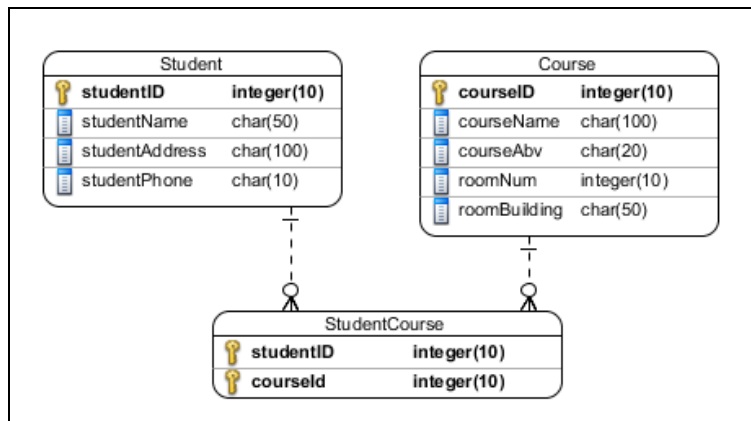 Student
studentID integer(10)
studentName char(50)
studentAddress char(100)
studentPhone char(10)
Course
courseID integer(10)
courseName char(100)
courseAbv char(20)
roomNum integer(10)
roomBuilding char(50)
StudentCourse
studentID integer(10)
courseId integer(10)